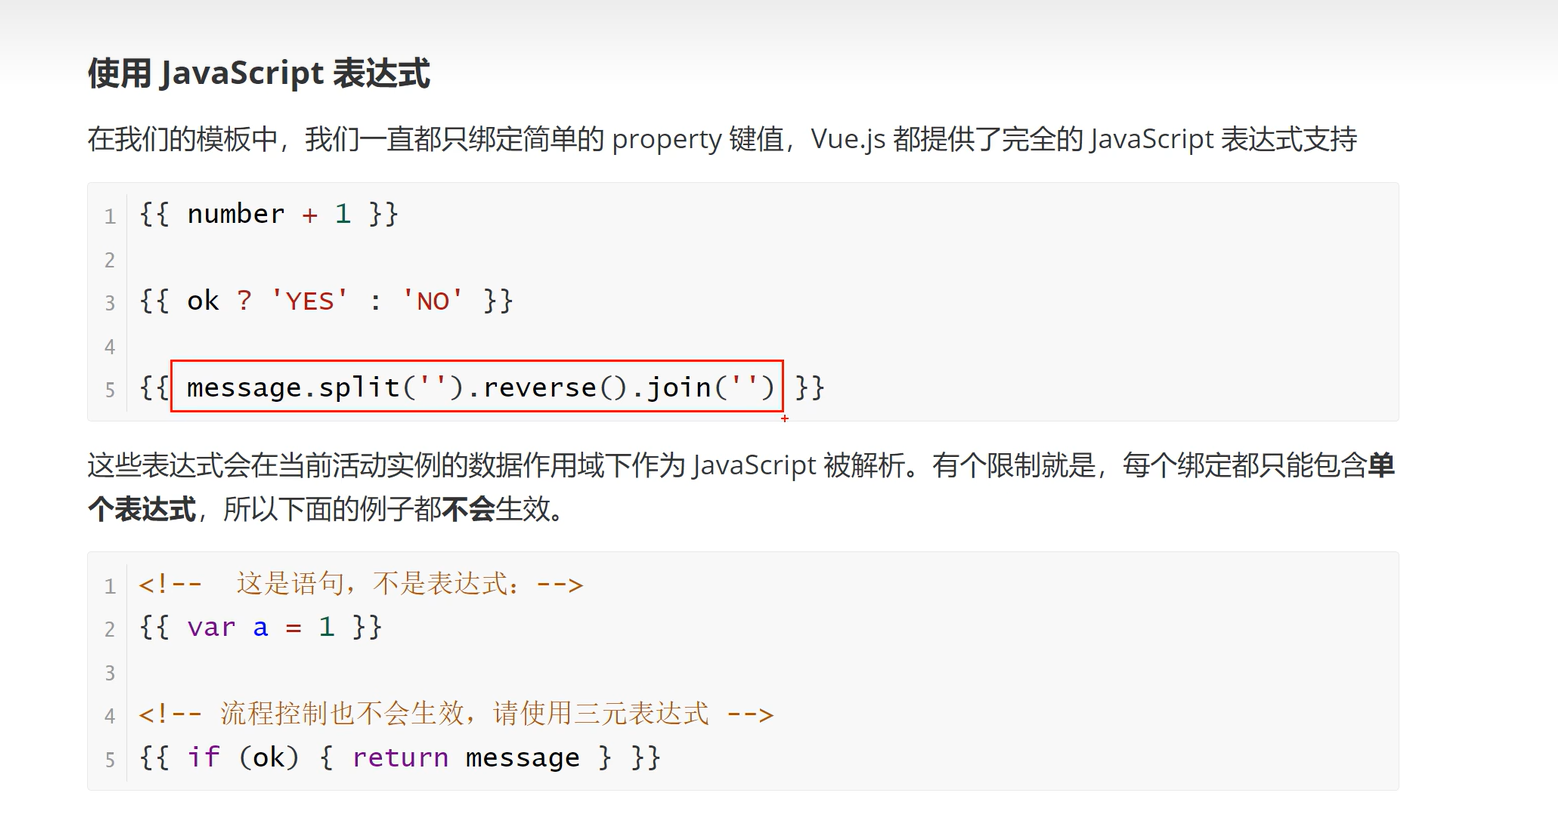 使用 JavaScript 表达式
在我们的模板中，我们一直都只绑定简单的 property 键值，Vue.js 都提供了完全的 JavaScript 表达式支持
1 {{ number + 1 }}
2
3 {{ ok ? 'YES' : 'NO' }}
4
5 {{ message.split('').reverse().join('') }}
这些表达式会在当前活动实例的数据作用域下作为 JavaScript 被解析。有个限制就是，每个绑定都只能包含单
个表达式，所以下面的例子都不会生效。
1 <!--  这是语句，不是表达式：-->
2 {{ var a = 1 }}
3
4 <!-- 流程控制也不会生效，请使用三元表达式 -->
5 {{ if (ok) { return message } }}